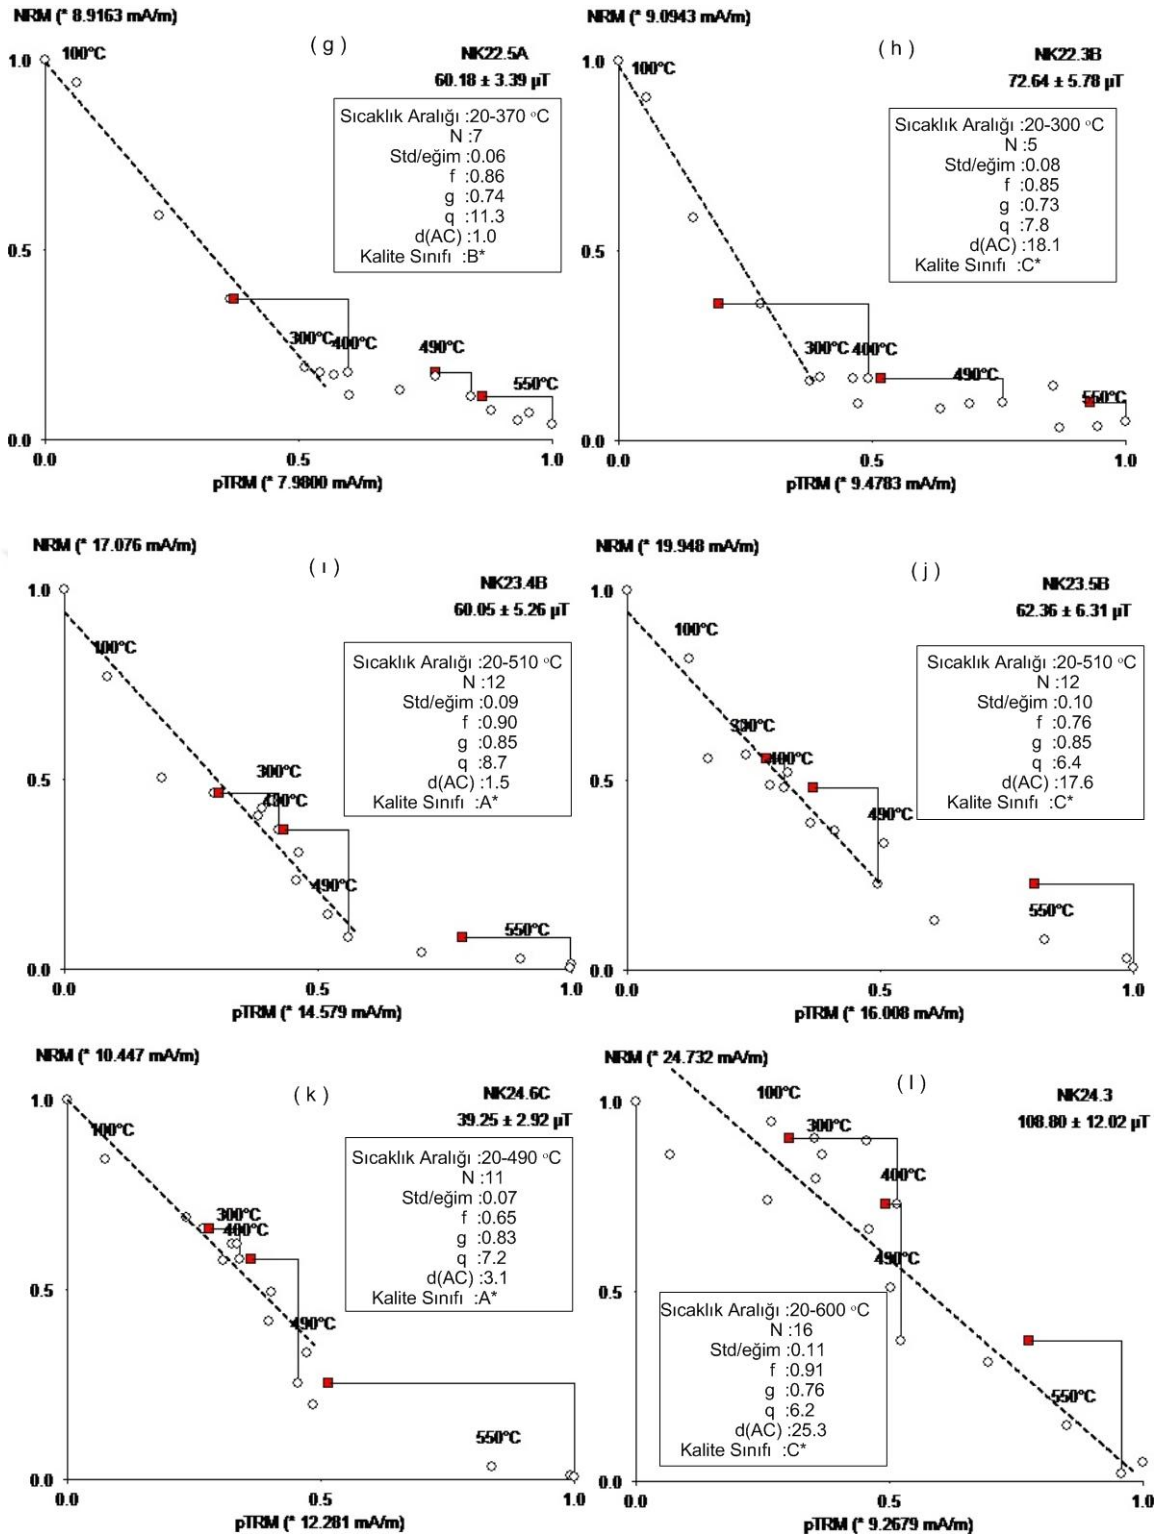 NRM (* 8.9163 mA/m)
( g )
NK22.5A
60.18 ± 3.39 µT
1.0
100°C
Sıcaklık Aralığı :20-370 °C
N :7
Std/eğim :0.06
f :0.86
g :0.74
q :11.3
d(AC) :1.0
Kalite Sınıfı :B*
0.5
300°C
400°C
490°C
550°C
0.0
0.0
0.5
1.0
pTRM (* 7.9800 mA/m)
NRM (* 9.0943 mA/m)
( h )
NK22.3B
72.64 ± 5.78 µT
1.0
100°C
Sıcaklık Aralığı :20-300 °C
N :5
Std/eğim :0.08
f :0.85
g :0.73
q :7.8
d(AC) :18.1
Kalite Sınıfı :C*
0.5
300°C
400°C
490°C
550°C
0.0
0.0
0.5
1.0
pTRM (* 9.4783 mA/m)
NRM (* 17.076 mA/m)
( ı )
NK23.4B
60.05 ± 5.26 µT
1.0
100°C
Sıcaklık Aralığı :20-510 °C
N :12
Std/eğim :0.09
f :0.90
g :0.85
q :8.7
d(AC) :1.5
Kalite Sınıfı :A*
0.5
300°C
400°C
490°C
550°C
0.0
0.0
0.5
1.0
pTRM (* 14.579 mA/m)
NRM (* 19.948 mA/m)
( j )
NK23.5B
62.36 ± 6.31 µT
1.0
100°C
Sıcaklık Aralığı :20-510 °C
N :12
Std/eğim :0.10
f :0.76
g :0.85
q :6.4
d(AC) :17.6
Kalite Sınıfı :C*
300°C
400°C
0.5
490°C
550°C
0.0
0.0
0.5
1.0
pTRM (* 16.008 mA/m)
NRM (* 10.447 mA/m)
( k )
NK24.6C
39.25 ± 2.92 µT
1.0
100°C
Sıcaklık Aralığı :20-490 °C
N :11
Std/eğim :0.07
f :0.65
g :0.83
q :7.2
d(AC) :3.1
Kalite Sınıfı :A*
300°C
400°C
0.5
490°C
550°C
0.0
0.0
0.5
1.0
pTRM (* 12.281 mA/m)
NRM (* 24.732 mA/m)
( l )
NK24.3
108.80 ± 12.02 µT
1.0
100°C
300°C
400°C
490°C
0.5
Sıcaklık Aralığı :20-600 °C
N :16
Std/eğim :0.11
f :0.91
g :0.76
q :6.2
d(AC) :25.3
Kalite Sınıfı :C*
550°C
0.0
0.0
0.5
1.0
pTRM (* 9.2679 mA/m)